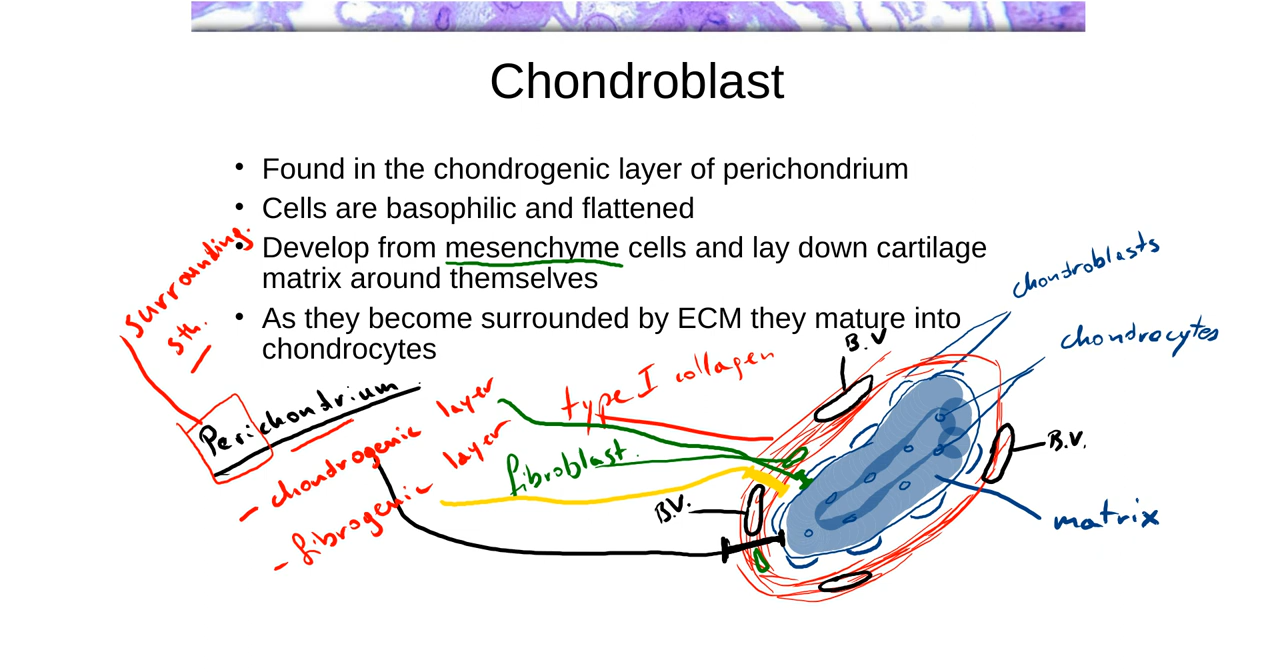 Chondroblast
• Found in the chondrogenic layer of perichondrium
• Cells are basophilic and flattened
• Develop from mesenchyme cells and lay down cartilage
matrix around themselves
• As they become surrounded by ECM they mature into
chondrocytes
surrounding
sth.
Perichondrium
- chondrogenic layer
- fibrogenic layer
type I collagen
fibroblast
B.V
B.V.
B.V.
chondroblasts
chondrocytes
matrix